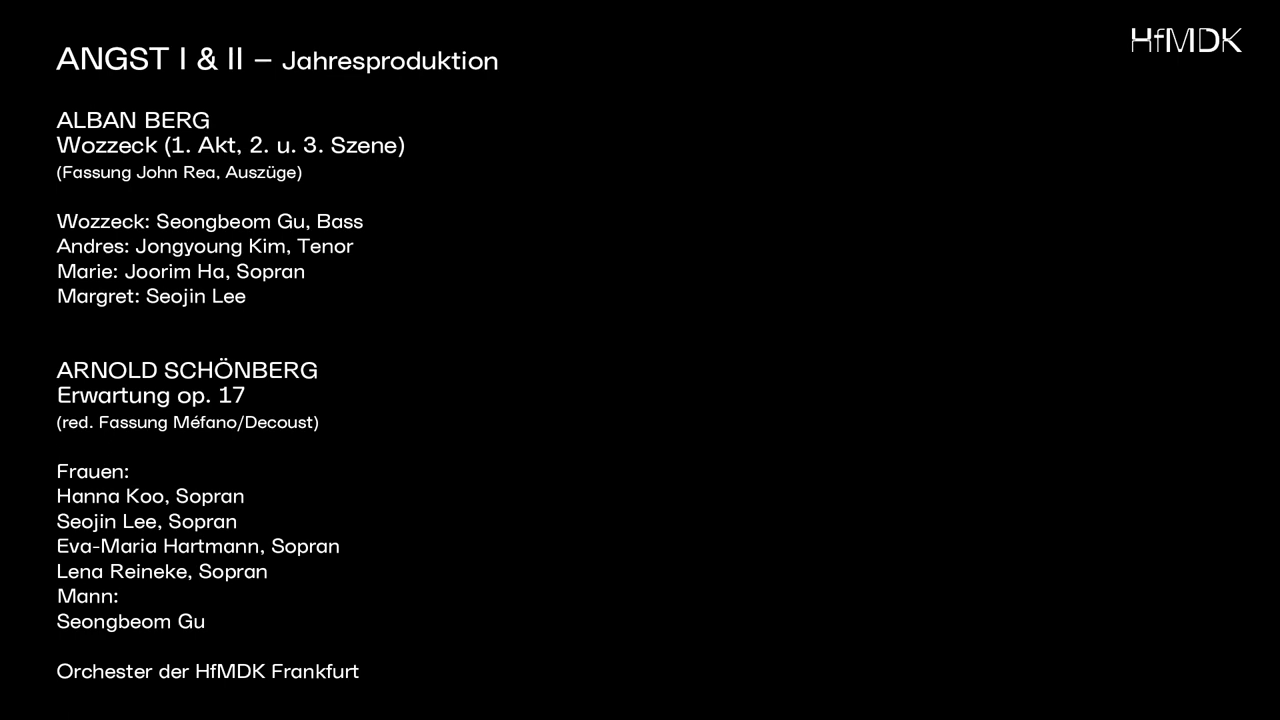 HfMDK
ANGST I & II – Jahresproduktion
ALBAN BERG
Wozzeck (1. Akt, 2. u. 3. Szene)
(Fassung John Rea, Auszüge)
Wozzeck: Seongbeom Gu, Bass
Andres: Jongyoung Kim, Tenor
Marie: Joorim Ha, Sopran
Margret: Seojin Lee
ARNOLD SCHÖNBERG
Erwartung op. 17
(red. Fassung Méfano/Decoust)
Frauen:
Hanna Koo, Sopran
Seojin Lee, Sopran
Eva-Maria Hartmann, Sopran
Lena Reineke, Sopran
Mann:
Seongbeom Gu
Orchester der HfMDK Frankfurt